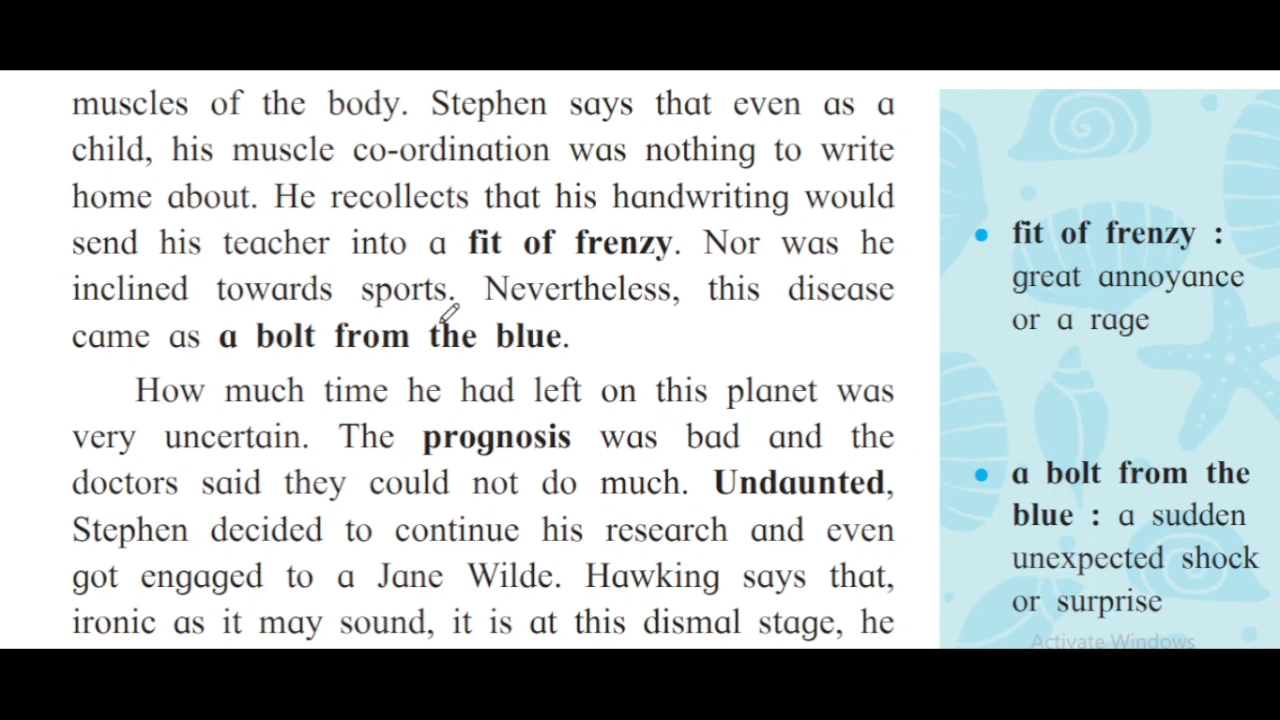 muscles of the body. Stephen says that even as a
child, his muscle co-ordination was nothing to write
home about. He recollects that his handwriting would
send his teacher into a fit of frenzy. Nor was he
inclined towards sports. Nevertheless, this disease
came as a bolt from the blue.
How much time he had left on this planet was
very uncertain. The prognosis was bad and the
doctors said they could not do much. Undaunted,
Stephen decided to continue his research and even
got engaged to a Jane Wilde. Hawking says that,
ironic as it may sound, it is at this dismal stage, he
• fit of frenzy :
great annoyance
or a rage
• a bolt from the
blue : a sudden
unexpected shock
or surprise
Activate Windows